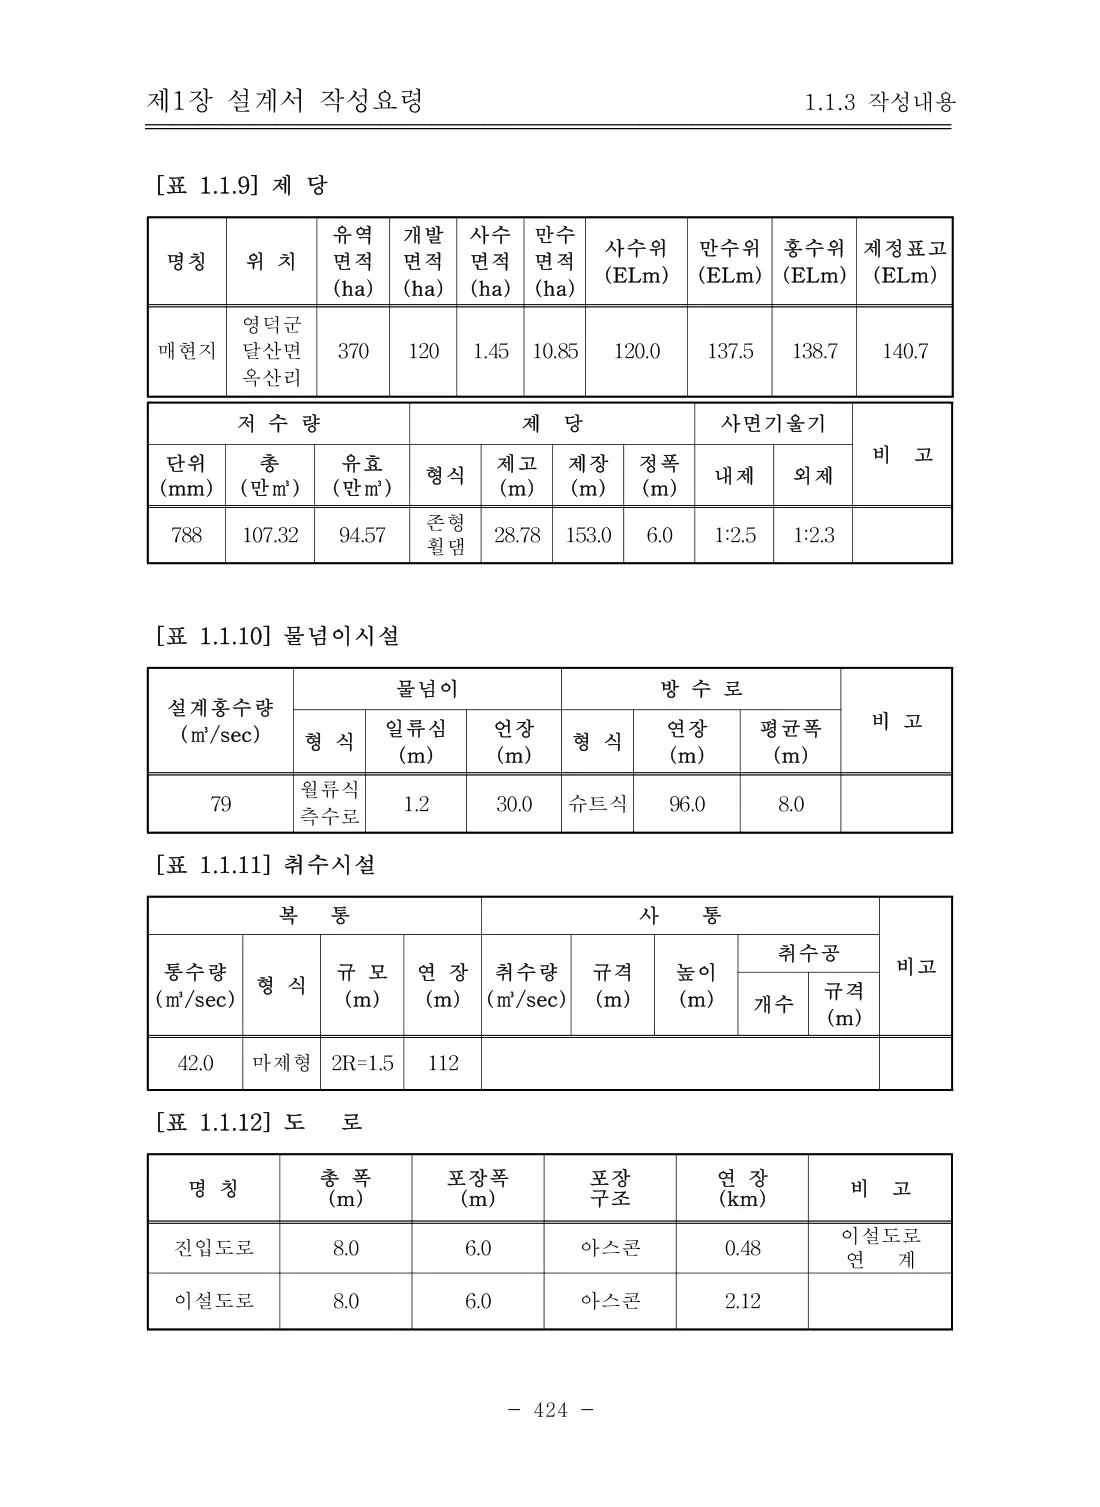 제1장 설계서 작성요령 1.1.3 작성내용
[표 1.1.9] 제 당
명칭 위 치 유역 면적 (ha) 개발 면적 (ha) 사수 면적 (ha) 만수 면적 (ha) 사수위 (ELm) 만수위 (ELm) 홍수위 (ELm) 제정표고 (ELm)
매현지 영덕군 달산면 옥산리 370 120 1.45 10.85 120.0 137.5 138.7 140.7
저 수 량 제 당 사면기울기 비 고
단위 (mm) 총 (만㎥) 유효 (만㎥) 형식 제고 (m) 제장 (m) 정폭 (m) 내제 외제
788 107.32 94.57 존형 휠댐 28.78 153.0 6.0 1:2.5 1:2.3
[표 1.1.10] 물넘이시설
설계홍수량 (㎥/sec) 물넘이 방 수 로 비 고
형 식 일류심 (m) 언장 (m) 형 식 연장 (m) 평균폭 (m)
79 월류식 측수로 1.2 30.0 슈트식 96.0 8.0
[표 1.1.11] 취수시설
복 통 사 통 비고
통수량 (㎥/sec) 형 식 규 모 (m) 연 장 (m) 취수량 (㎥/sec) 규격 (m) 높이 (m) 취수공
개수 규격 (m)
42.0 마제형 2R=1.5 112
[표 1.1.12] 도 로
명 칭 총 폭 (m) 포장폭 (m) 포장 구조 연 장 (km) 비 고
진입도로 8.0 6.0 아스콘 0.48 이설도로 연 계
이설도로 8.0 6.0 아스콘 2.12
- 424 -